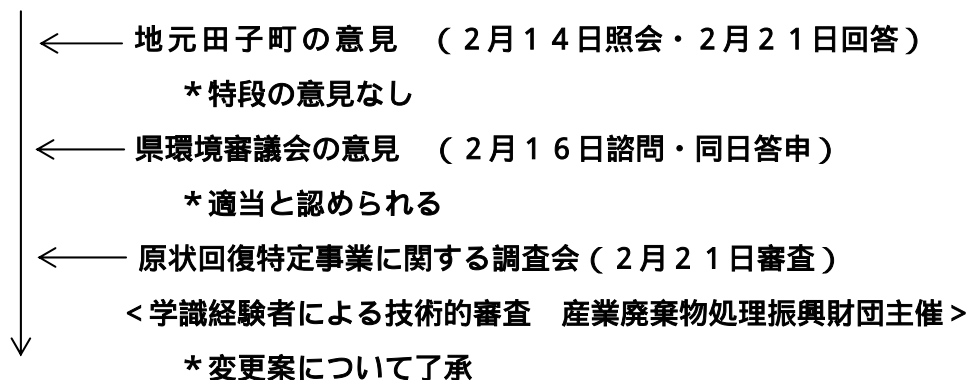 地元田子町の意見　（２月１４日照会・２月２１日回答）
＊特段の意見なし
県環境審議会の意見　（２月１６日諮問・同日答申）
＊適当と認められる
原状回復特定事業に関する調査会（２月２１日審査）
＜学識経験者による技術的審査　産業廃棄物処理振興財団主催＞
＊変更案について了承